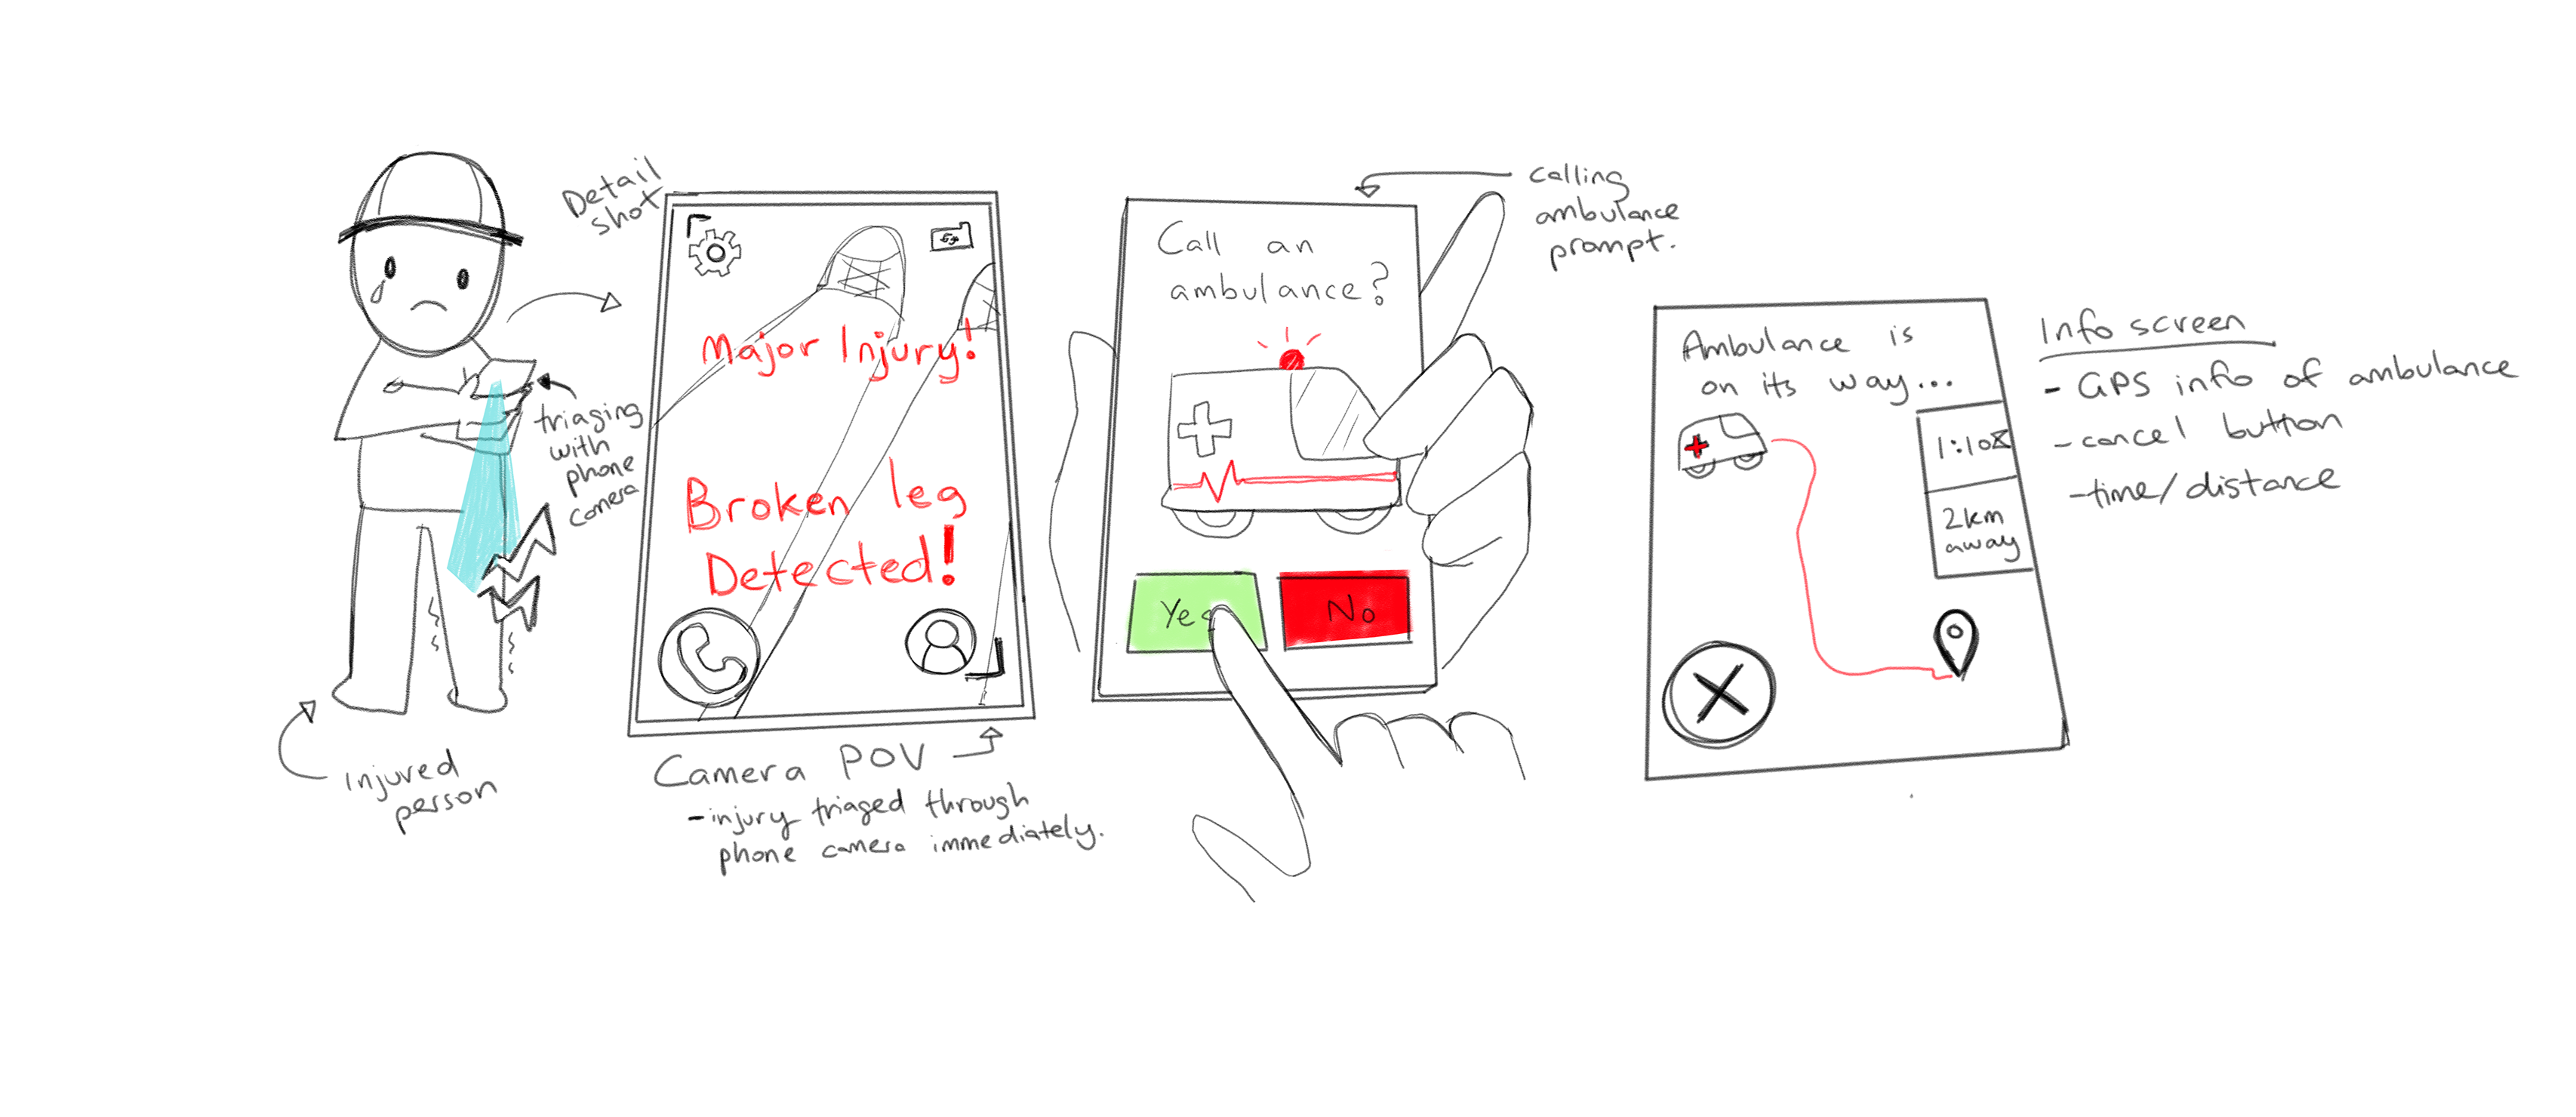 Detail
shot
triaging
with
phone
camera
Injured
person
Major Injury!
Broken leg
Detected!
Camera POV
-injury triaged through
phone camera immediately.
Call an
ambulance?
Yes
No
Calling
ambulance
prompt.
Ambulance is
on its way...
1:10
2km
away
Info screen
- GPS info of ambulance
- cancel button
- time/distance